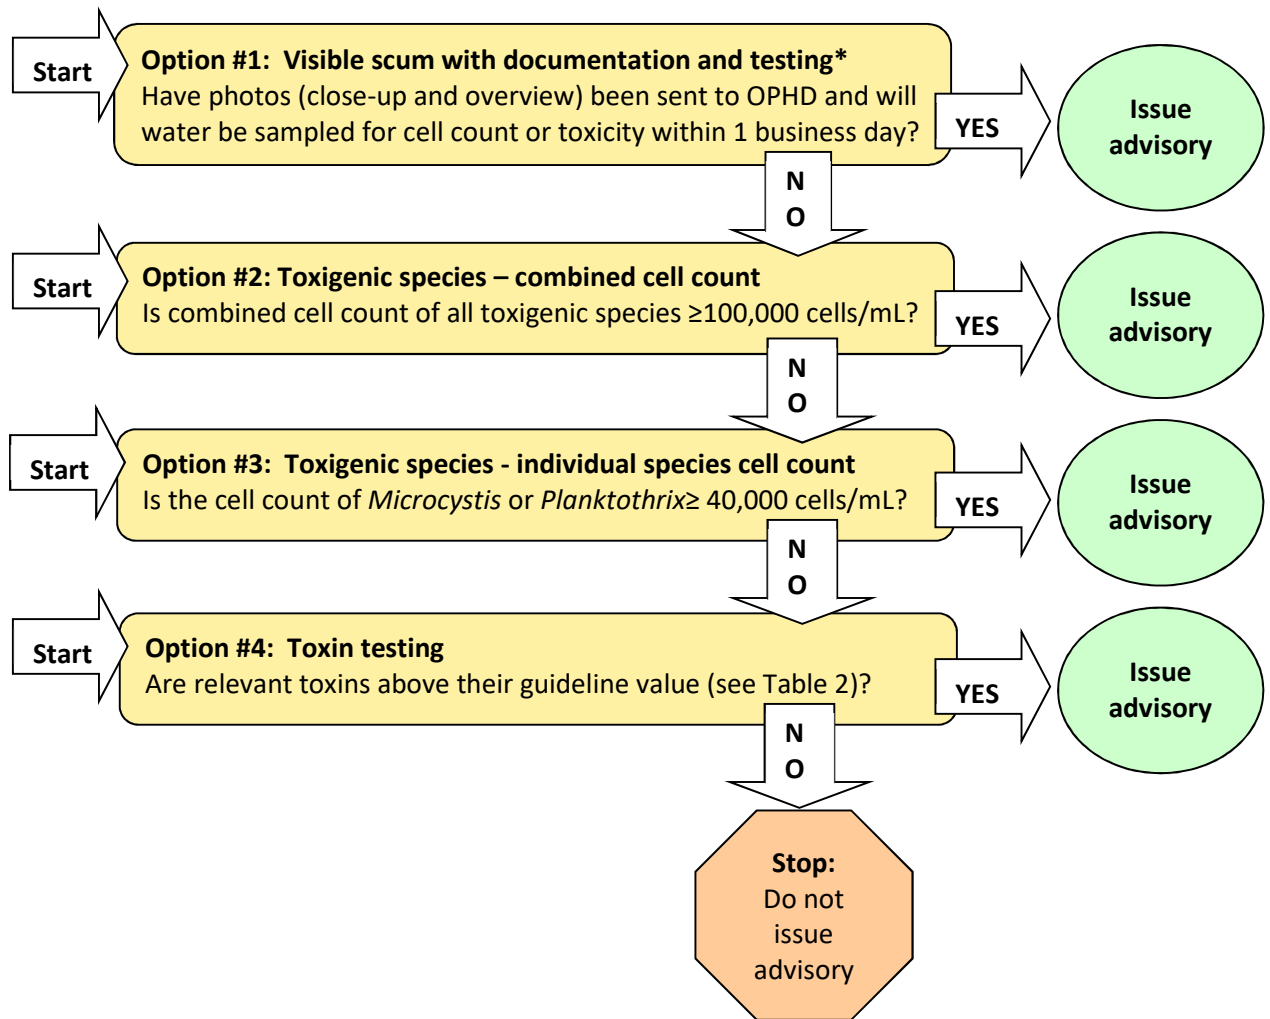 Start
Option #1:  Visible scum with documentation and testing*
Have photos (close-up and overview) been sent to OPHD and will
water be sampled for cell count or toxicity within 1 business day?
YES
Issue
advisory
N
O
Start
Option #2: Toxigenic species – combined cell count
Is combined cell count of all toxigenic species ≥100,000 cells/mL?
YES
Issue
advisory
N
O
Start
Option #3:  Toxigenic species - individual species cell count
Is the cell count of Microcystis or Planktothrix≥ 40,000 cells/mL?
YES
Issue
advisory
N
O
Start
Option #4:  Toxin testing
Are relevant toxins above their guideline value (see Table 2)?
YES
Issue
advisory
N
O
Stop:
Do not
issue
advisory